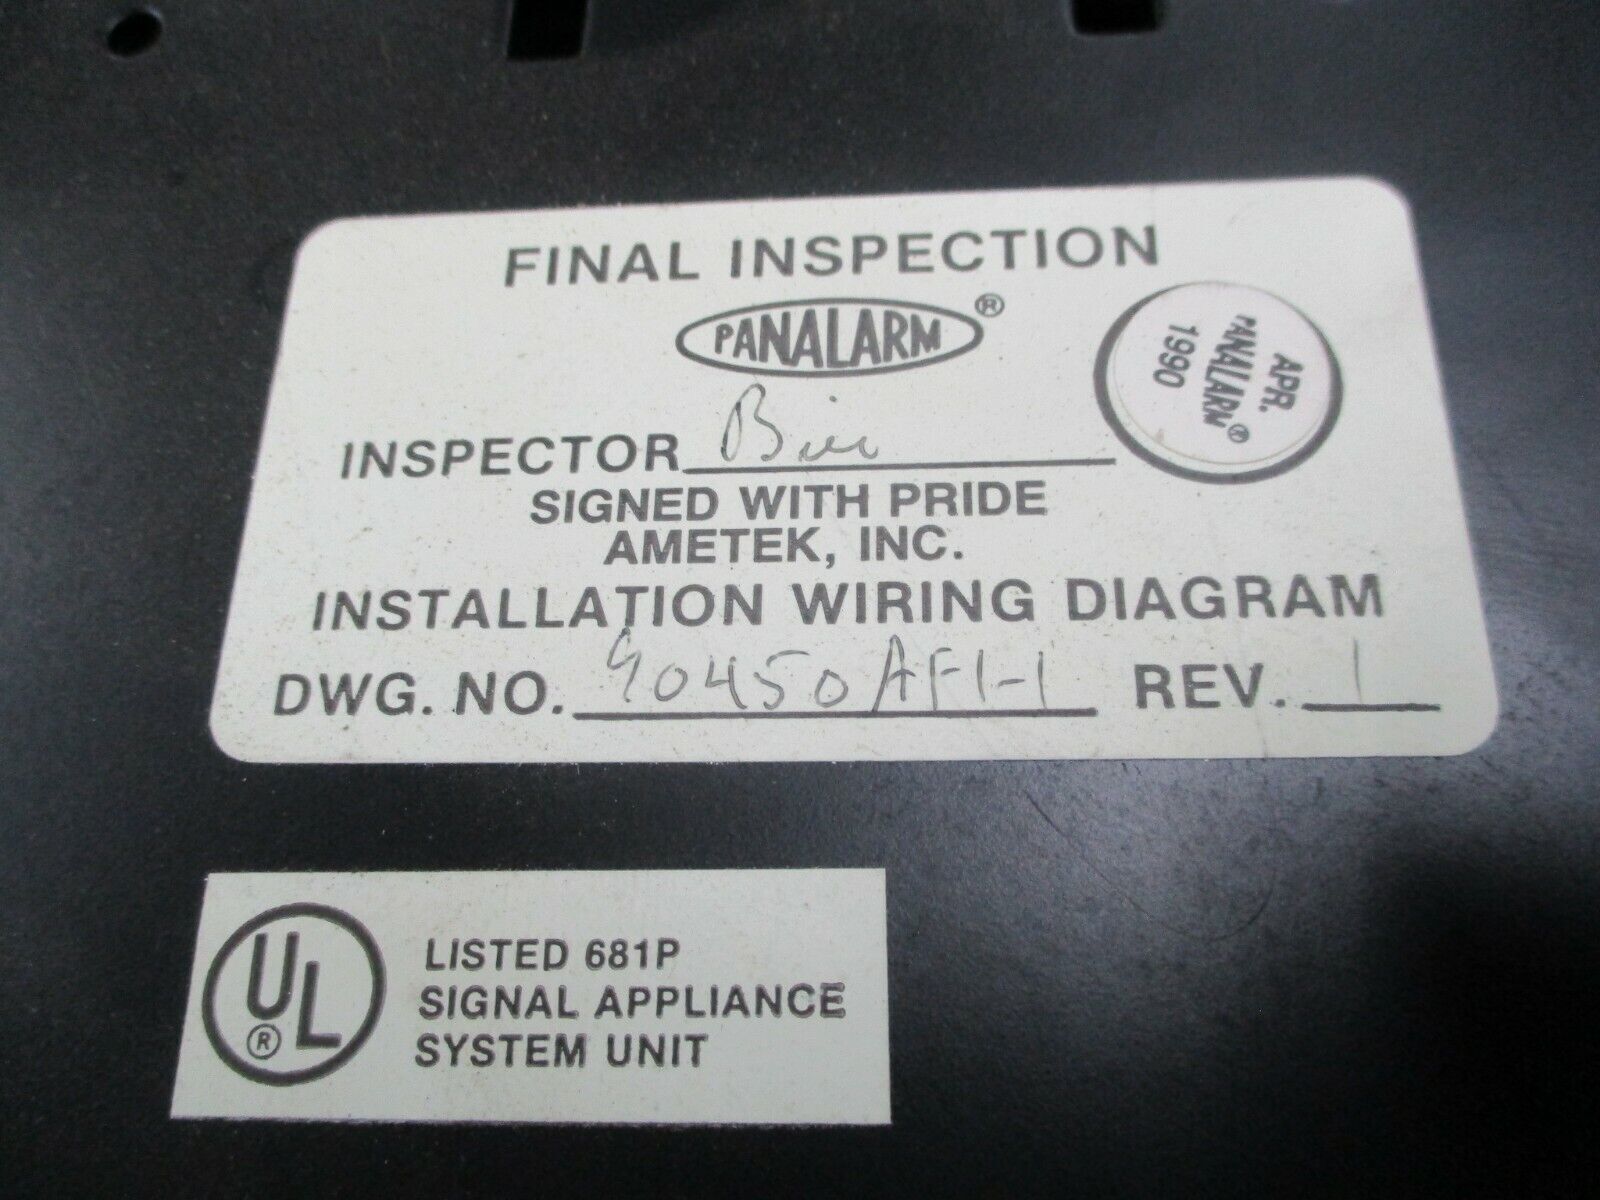 FINAL INSPECTION
PANALARM®
APR.
PANALARM®
1990
INSPECTOR Bill
SIGNED WITH PRIDE
AMETEK, INC.
INSTALLATION WIRING DIAGRAM
DWG. NO. 90450AF1-1 REV. 1
UL®
LISTED 681P
SIGNAL APPLIANCE
SYSTEM UNIT